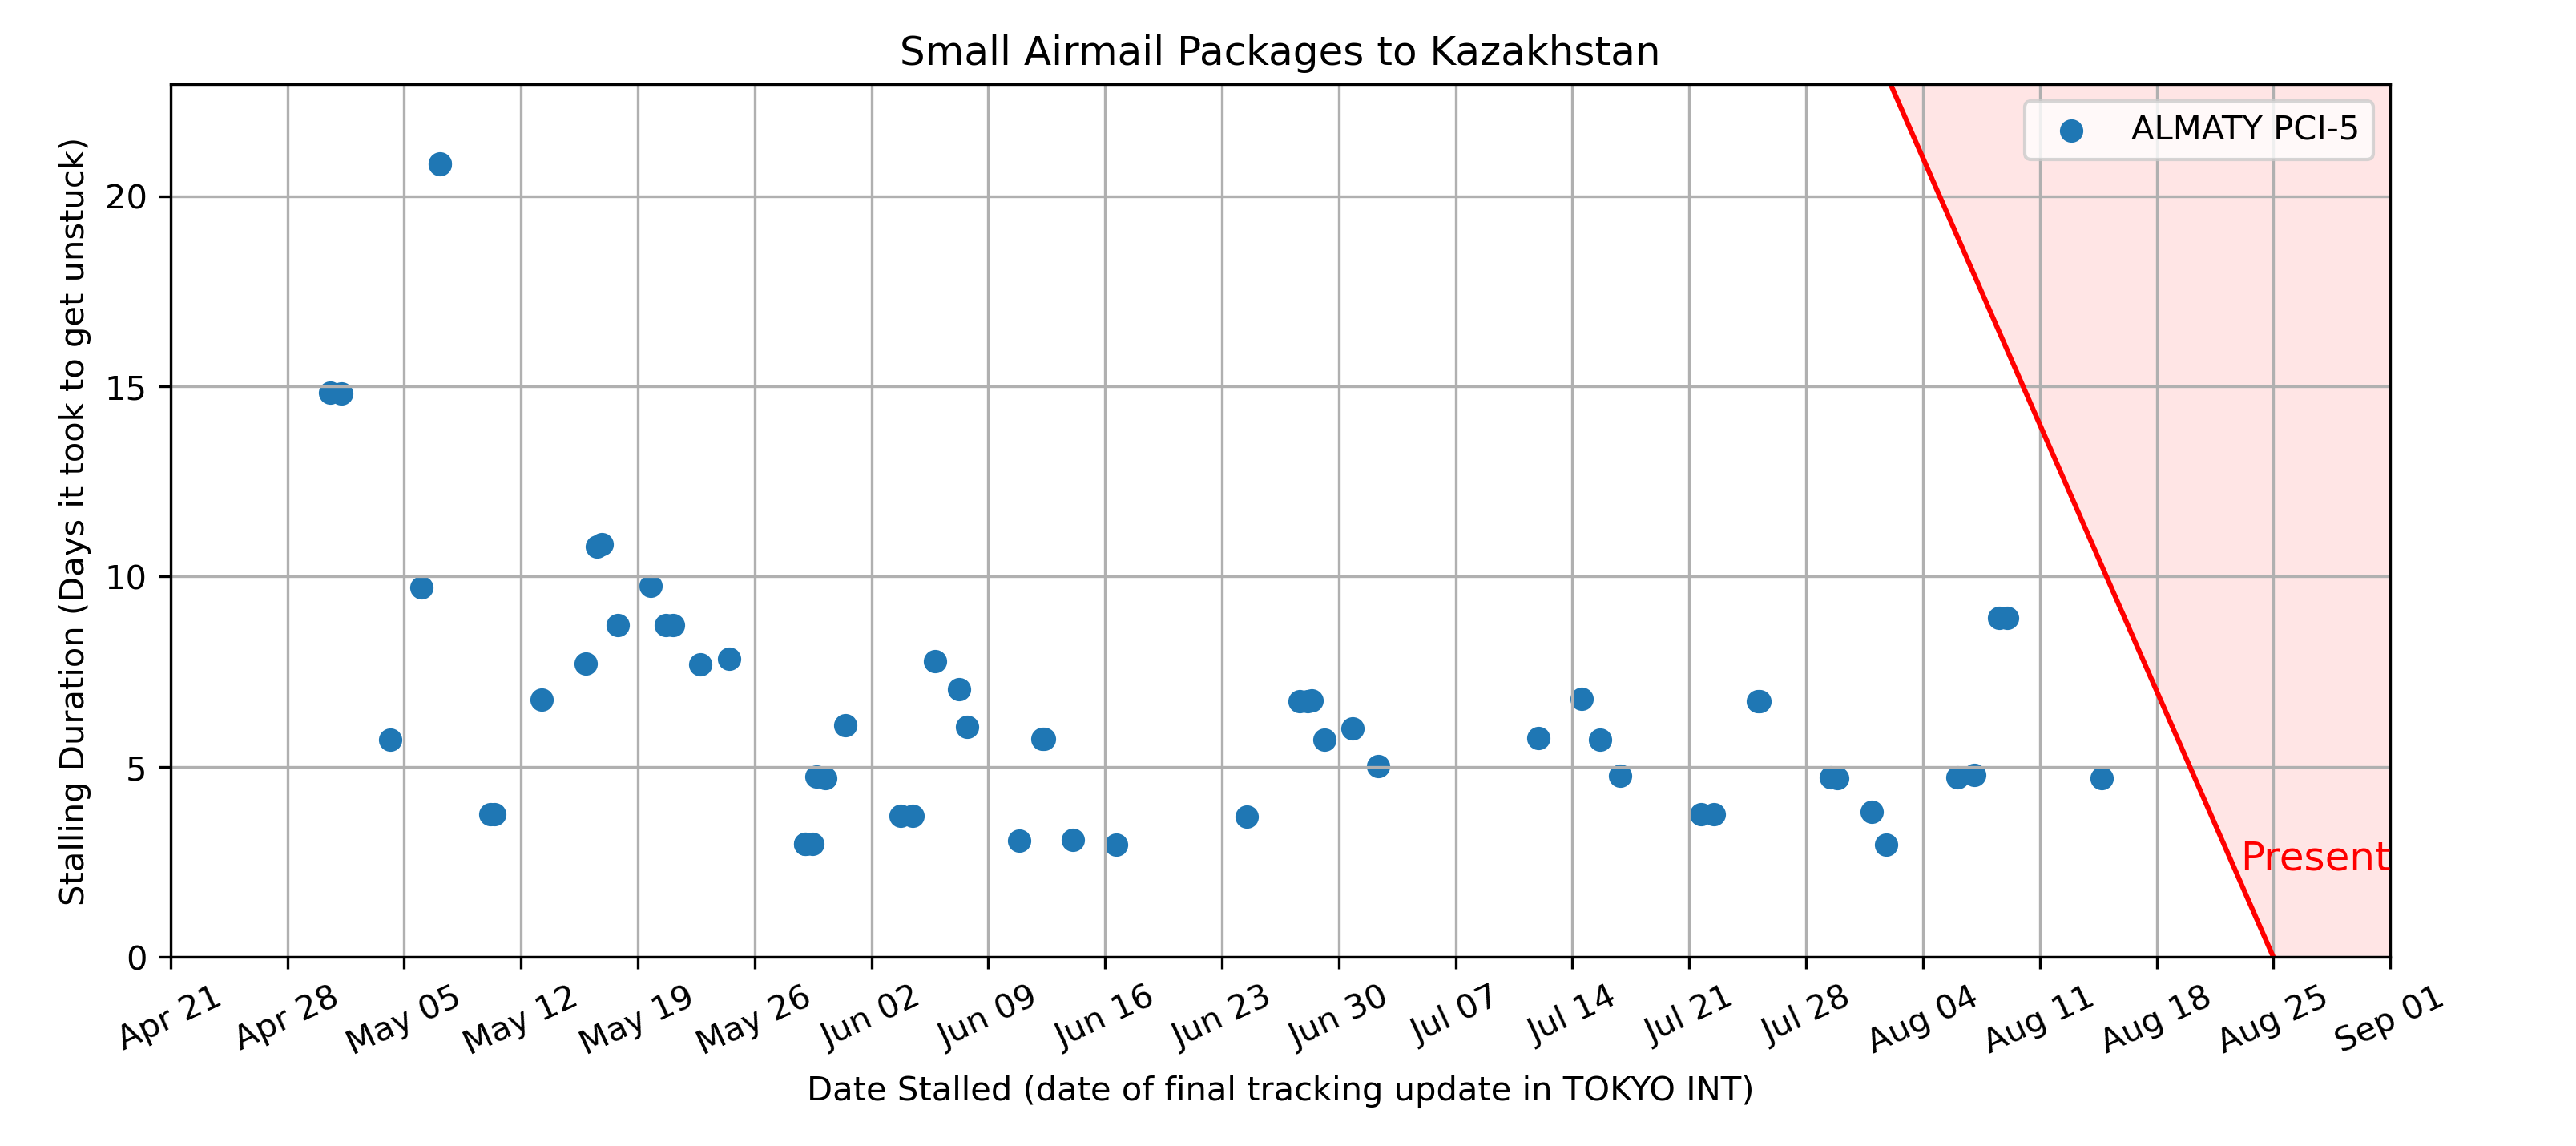 Small Airmail Packages to Kazakhstan
ALMATY PCI-5
Stalling Duration (Days it took to get unstuck)
20
15
10
5
0
Present
Apr 21
Apr 28
May 05
May 12
May 19
May 26
Jun 02
Jun 09
Jun 16
Jun 23
Jun 30
Jul 07
Jul 14
Jul 21
Jul 28
Aug 04
Aug 11
Aug 18
Aug 25
Sep 01
Date Stalled (date of final tracking update in TOKYO INT)